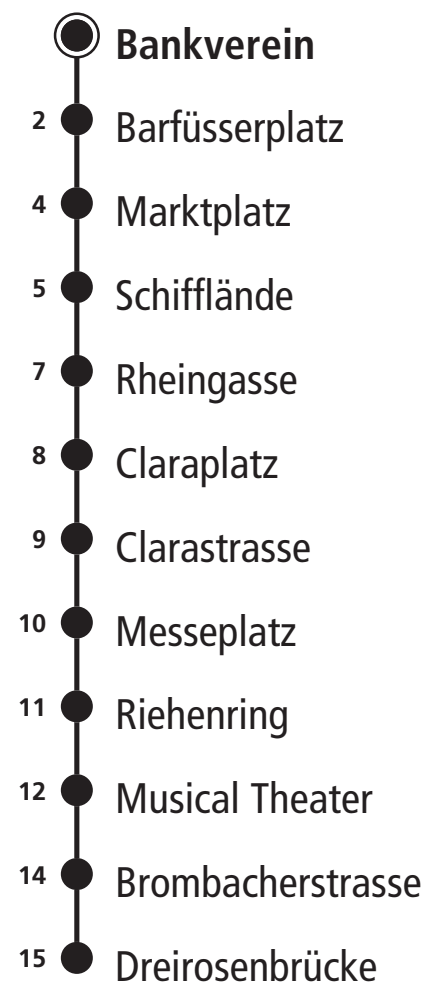 Bankverein
2 Barfüsserplatz
4 Marktplatz
5 Schifflände
7 Rheingasse
8 Claraplatz
9 Clarastrasse
10 Messeplatz
11 Riehenring
12 Musical Theater
14 Brombacherstrasse
15 Dreirosenbrücke